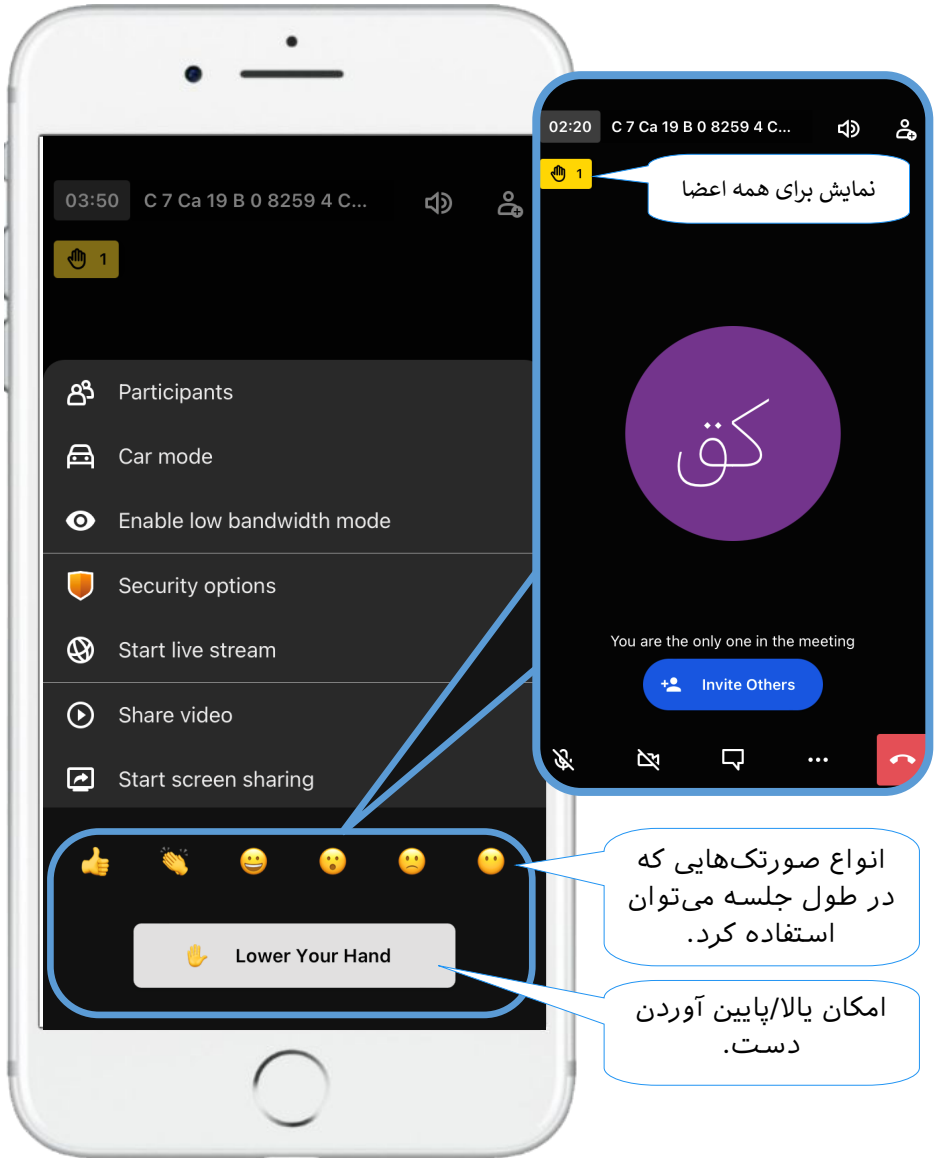 03:50 C 7 Ca 19 B 0 8259 4 C...
1
Participants
Car mode
Enable low bandwidth mode
Security options
Start live stream
Share video
Start screen sharing
Lower Your Hand
02:20 C 7 Ca 19 B 0 8259 4 C...
1
نمایش برای همه اعضا
کق
You are the only one in the meeting
Invite Others
انواع صورتک‌هایی که
در طول جلسه می‌توان
استفاده کرد.
امکان یالا/پایین آوردن
دست.